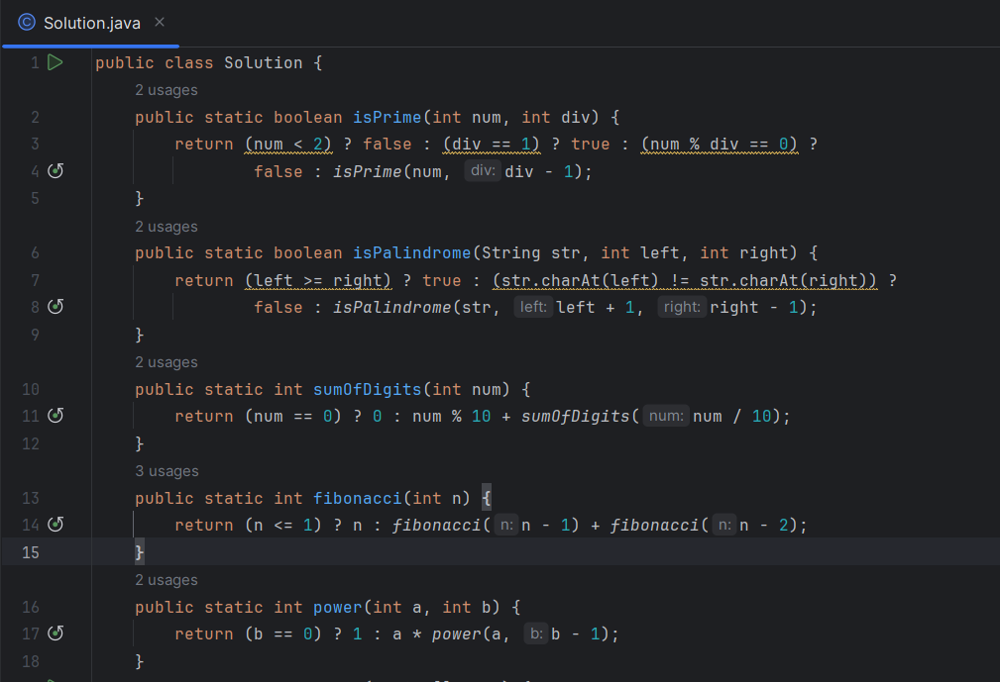 Solution.java
1 public class Solution {
2 usages
2 public static boolean isPrime(int num, int div) {
3 return (num < 2) ? false : (div == 1) ? true : (num % div == 0) ?
4 false : isPrime(num, div: div - 1);
5 }
2 usages
6 public static boolean isPalindrome(String str, int left, int right) {
7 return (left >= right) ? true : (str.charAt(left) != str.charAt(right)) ?
8 false : isPalindrome(str, left: left + 1, right: right - 1);
9 }
2 usages
10 public static int sumOfDigits(int num) {
11 return (num == 0) ? 0 : num % 10 + sumOfDigits( num: num / 10);
12 }
3 usages
13 public static int fibonacci(int n) {
14 return (n <= 1) ? n : fibonacci( n: n - 1) + fibonacci( n: n - 2);
15 }
2 usages
16 public static int power(int a, int b) {
17 return (b == 0) ? 1 : a * power(a, b: b - 1);
18 }